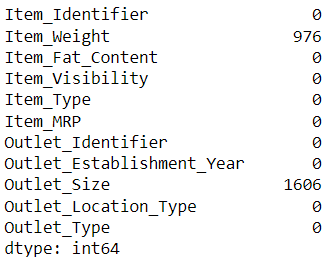 Item_Identifier 0
Item_Weight 976
Item_Fat_Content 0
Item_Visibility 0
Item_Type 0
Item_MRP 0
Outlet_Identifier 0
Outlet_Establishment_Year 0
Outlet_Size 1606
Outlet_Location_Type 0
Outlet_Type 0
dtype: int64